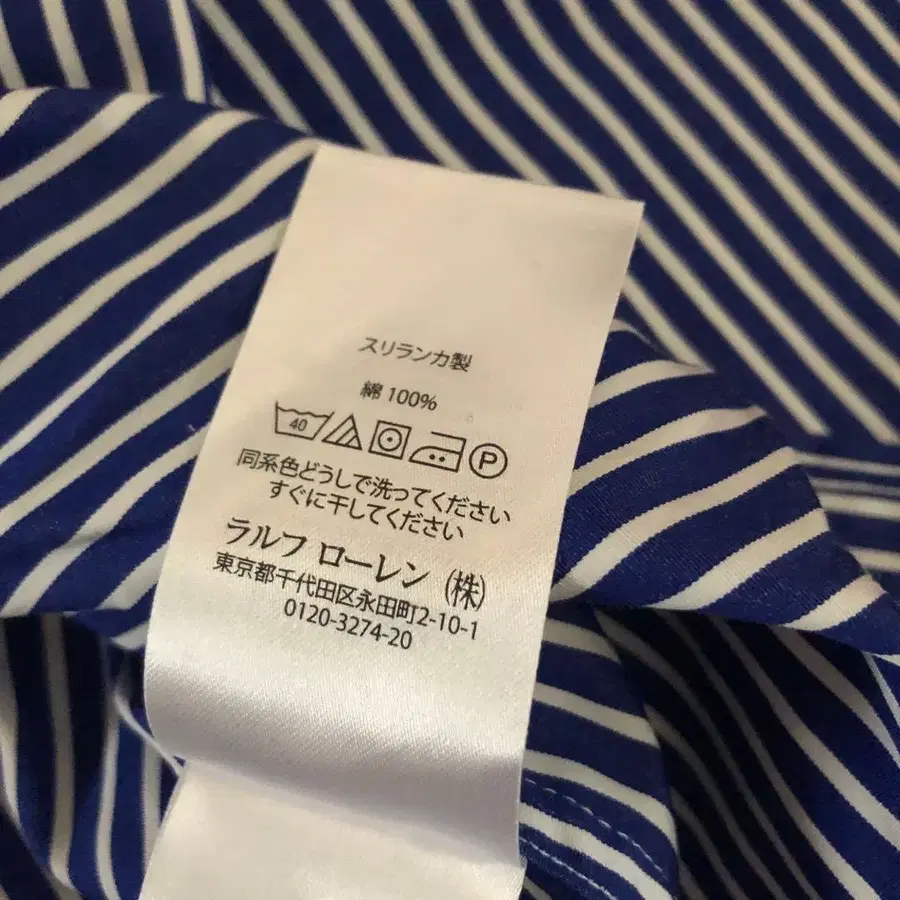 スリランカ製
綿 100%
40 P
同系色どうしで洗ってください
すぐに干してください
ラルフ ローレン (株)
東京都千代田区永田町2-10-1
0120-3274-20